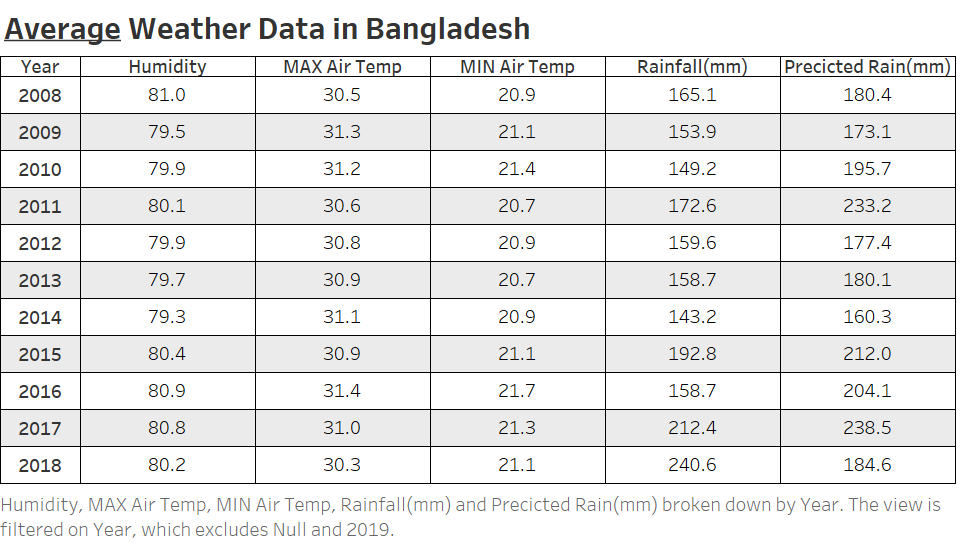 Average Weather Data in Bangladesh
Year Humidity MAX Air Temp MIN Air Temp Rainfall(mm) Precicted Rain(mm)
2008 81.0 30.5 20.9 165.1 180.4
2009 79.5 31.3 21.1 153.9 173.1
2010 79.9 31.2 21.4 149.2 195.7
2011 80.1 30.6 20.7 172.6 233.2
2012 79.9 30.8 20.9 159.6 177.4
2013 79.7 30.9 20.7 158.7 180.1
2014 79.3 31.1 20.9 143.2 160.3
2015 80.4 30.9 21.1 192.8 212.0
2016 80.9 31.4 21.7 158.7 204.1
2017 80.8 31.0 21.3 212.4 238.5
2018 80.2 30.3 21.1 240.6 184.6
Humidity, MAX Air Temp, MIN Air Temp, Rainfall(mm) and Precicted Rain(mm) broken down by Year. The view is
filtered on Year, which excludes Null and 2019.